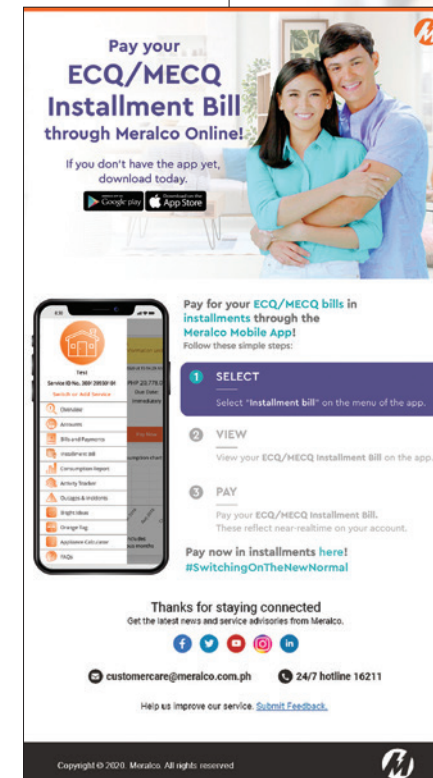 Pay your
ECQ/MECQ
Installment Bill
through Meralco Online!
If you don't have the app yet,
download today.
Google play
Download on the
App Store
Test
Switch or Add Service
Overview
Accounts
Bills and Payments
Installment Bill
Consumption Report
Activity Tracker
Outages & Incidents
Bright Ideas
Orange Tag
Appliance Calculator
FAQs
Due Date:
Immediately
Pay Now
Pay for your ECQ/MECQ bills in
installments through the
Meralco Mobile App!
Follow these simple steps:
1 SELECT
Select "Installment bill" on the menu of the app.
2 VIEW
View your ECQ/MECQ Installment Bill on the app.
3 PAY
Pay your ECQ/MECQ Installment Bill.
These reflect near-realtime on your account.
Pay now in installments here!
#SwitchingOnTheNewNormal
Thanks for staying connected
Get the latest news and service advisories from Meralco.
customercare@meralco.com.ph
24/7 hotline 16211
Help us improve our service. Submit Feedback.
Copyright © 2020. Meralco. All rights reserved